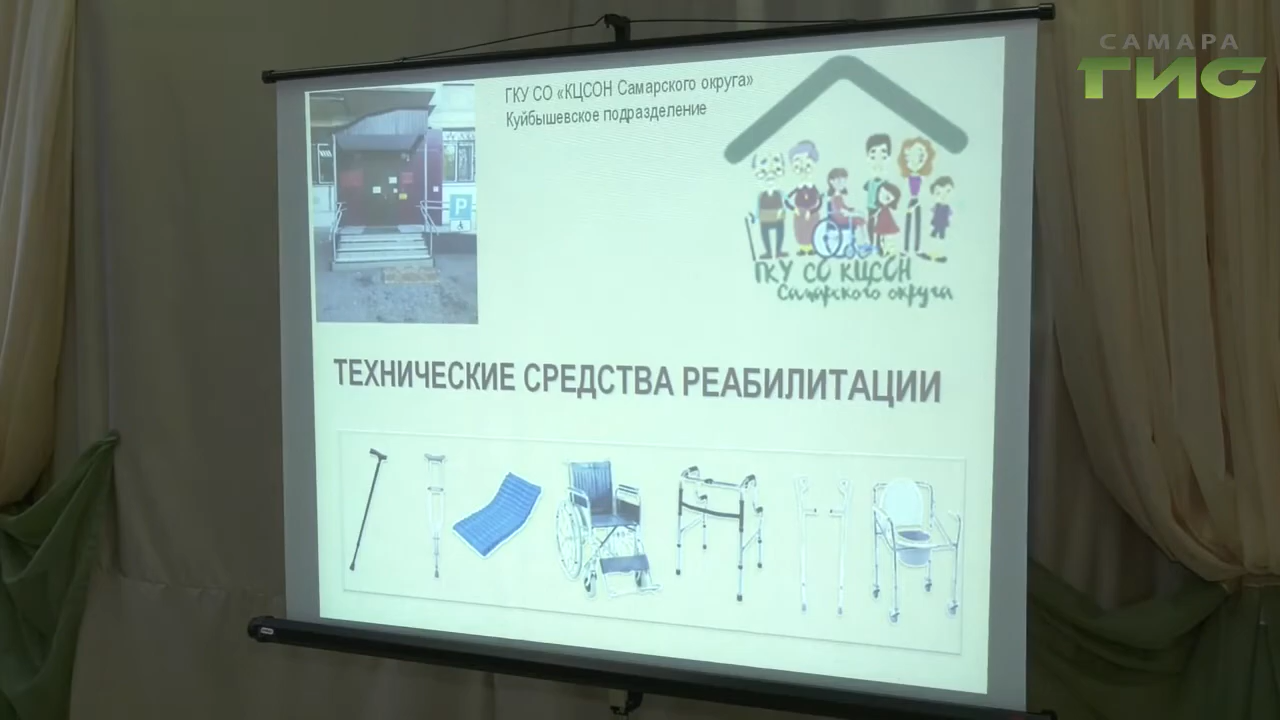 САМАРА
ГИС
ГКУ СО «КЦСОН Самарского округа»
Куйбышевское подразделение
P
ГКУ СО КЦСОН
Самарского округа
ТЕХНИЧЕСКИЕ СРЕДСТВА РЕАБИЛИТАЦИИ